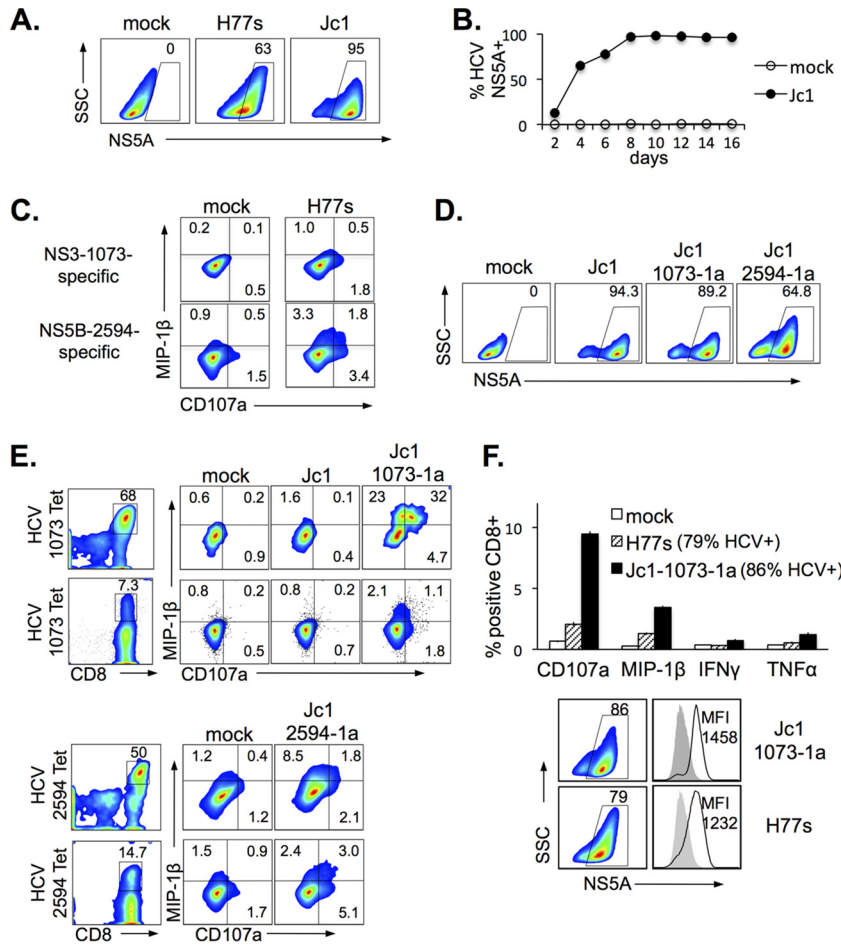 A.
mock H77s Jc1
0 63 95
SSC
NS5A
B.
% HCV
NS5A+
100
50
0
2 4 6 8 10 12 14 16
days
mock
Jc1
C.
mock H77s
NS3-1073-
specific
0.2 0.1 1.0 0.5
0.5 1.8
NS5B-2594-
specific
0.9 0.5 3.3 1.8
1.5 3.4
MIP-1β
CD107a
D.
mock Jc1 Jc1 1073-1a Jc1 2594-1a
0 94.3 89.2 64.8
SSC
NS5A
E.
mock Jc1 Jc1
1073-1a
HCV
1073 Tet
68
0.6 0.2 1.6 0.1 23 32
0.9 0.4 4.7
HCV
1073 Tet
7.3
0.8 0.2 0.8 0.2 2.1 1.1
0.5 0.7 1.8
MIP-1β
CD8 CD107a
mock Jc1
2594-1a
HCV
2594 Tet
50
1.2 0.4 8.5 1.8
1.2 2.1
HCV
2594 Tet
14.7
1.5 0.9 2.4 3.0
1.7 5.1
MIP-1β
CD8 CD107a
F.
% positive CD8+
10
5
0
mock
H77s (79% HCV+)
Jc1-1073-1a (86% HCV+)
CD107a MIP-1β IFNγ TNFα
86 MFI
1458
Jc1
1073-1a
79 MFI
1232
H77s
SSC
NS5A